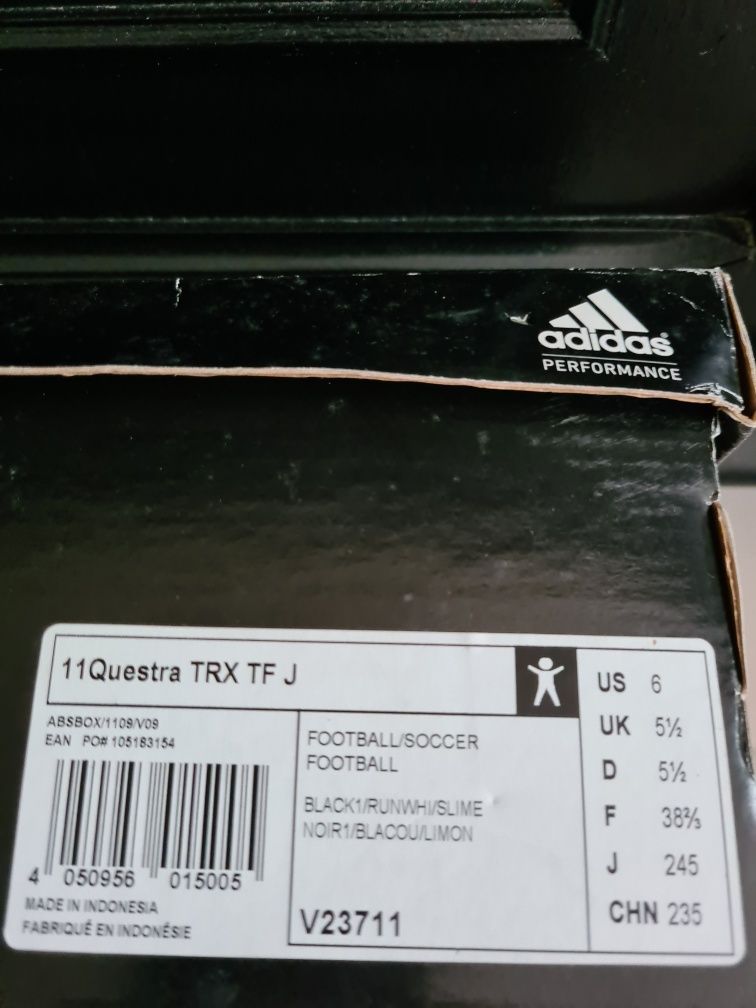 adidas®
PERFORMANCE
11Questra TRX TF J
ABSBOX/1109/V09
EAN PO# 105183154
4 050956 015005
MADE IN INDONESIA
FABRIQUÉ EN INDONÉSIE
FOOTBALL/SOCCER
FOOTBALL
BLACK1/RUNWHI/SLIME
NOIR1/BLACOU/LIMON
V23711
US 6
UK 5½
D 5½
F 38⅔
J 245
CHN 235